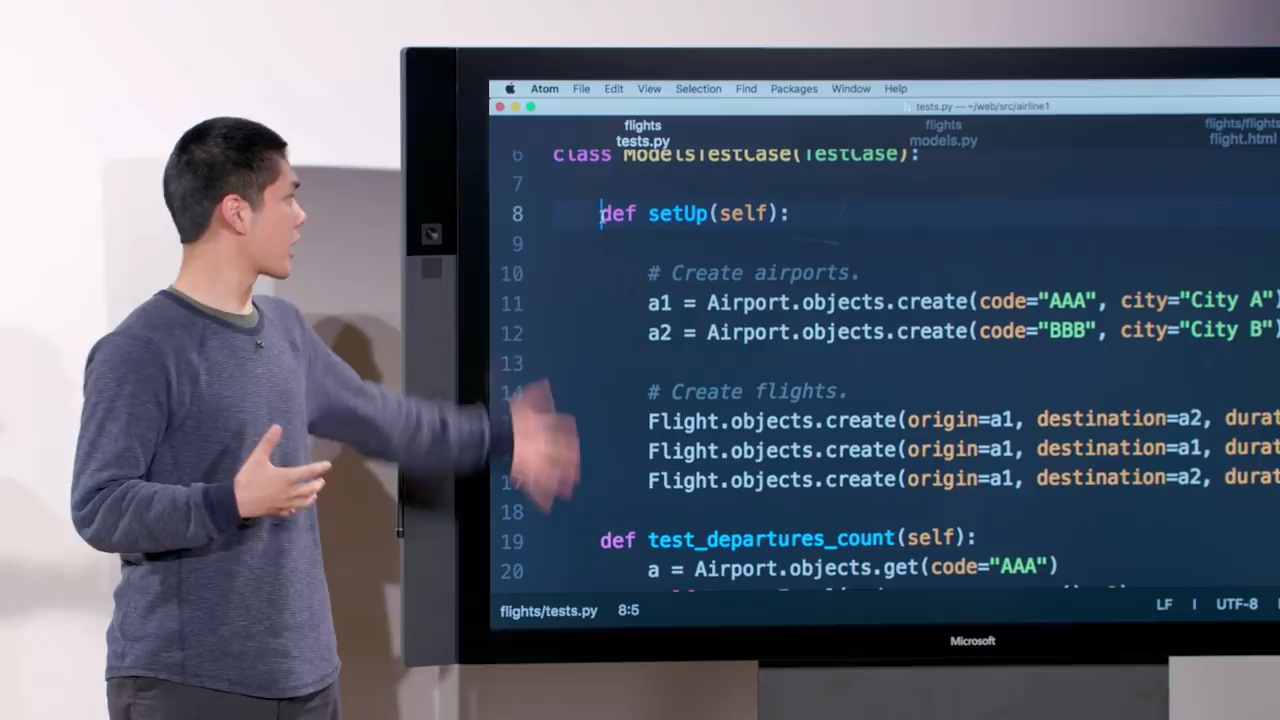 Atom File Edit View Selection Find Packages Window Help
tests.py — ~/web/src/airline1
flights
tests.py
flights
models.py
flights/flights
flight.html
6 class ModelsTestCase(TestCase):
7
8 def setUp(self):
9
10 # Create airports.
11 a1 = Airport.objects.create(code="AAA", city="City A")
12 a2 = Airport.objects.create(code="BBB", city="City B")
13
14 # Create flights.
Flight.objects.create(origin=a1, destination=a2, durat
Flight.objects.create(origin=a1, destination=a1, durat
17 Flight.objects.create(origin=a1, destination=a2, durat
18
19 def test_departures_count(self):
20 a = Airport.objects.get(code="AAA")
flights/tests.py 8:5 LF UTF-8
Microsoft